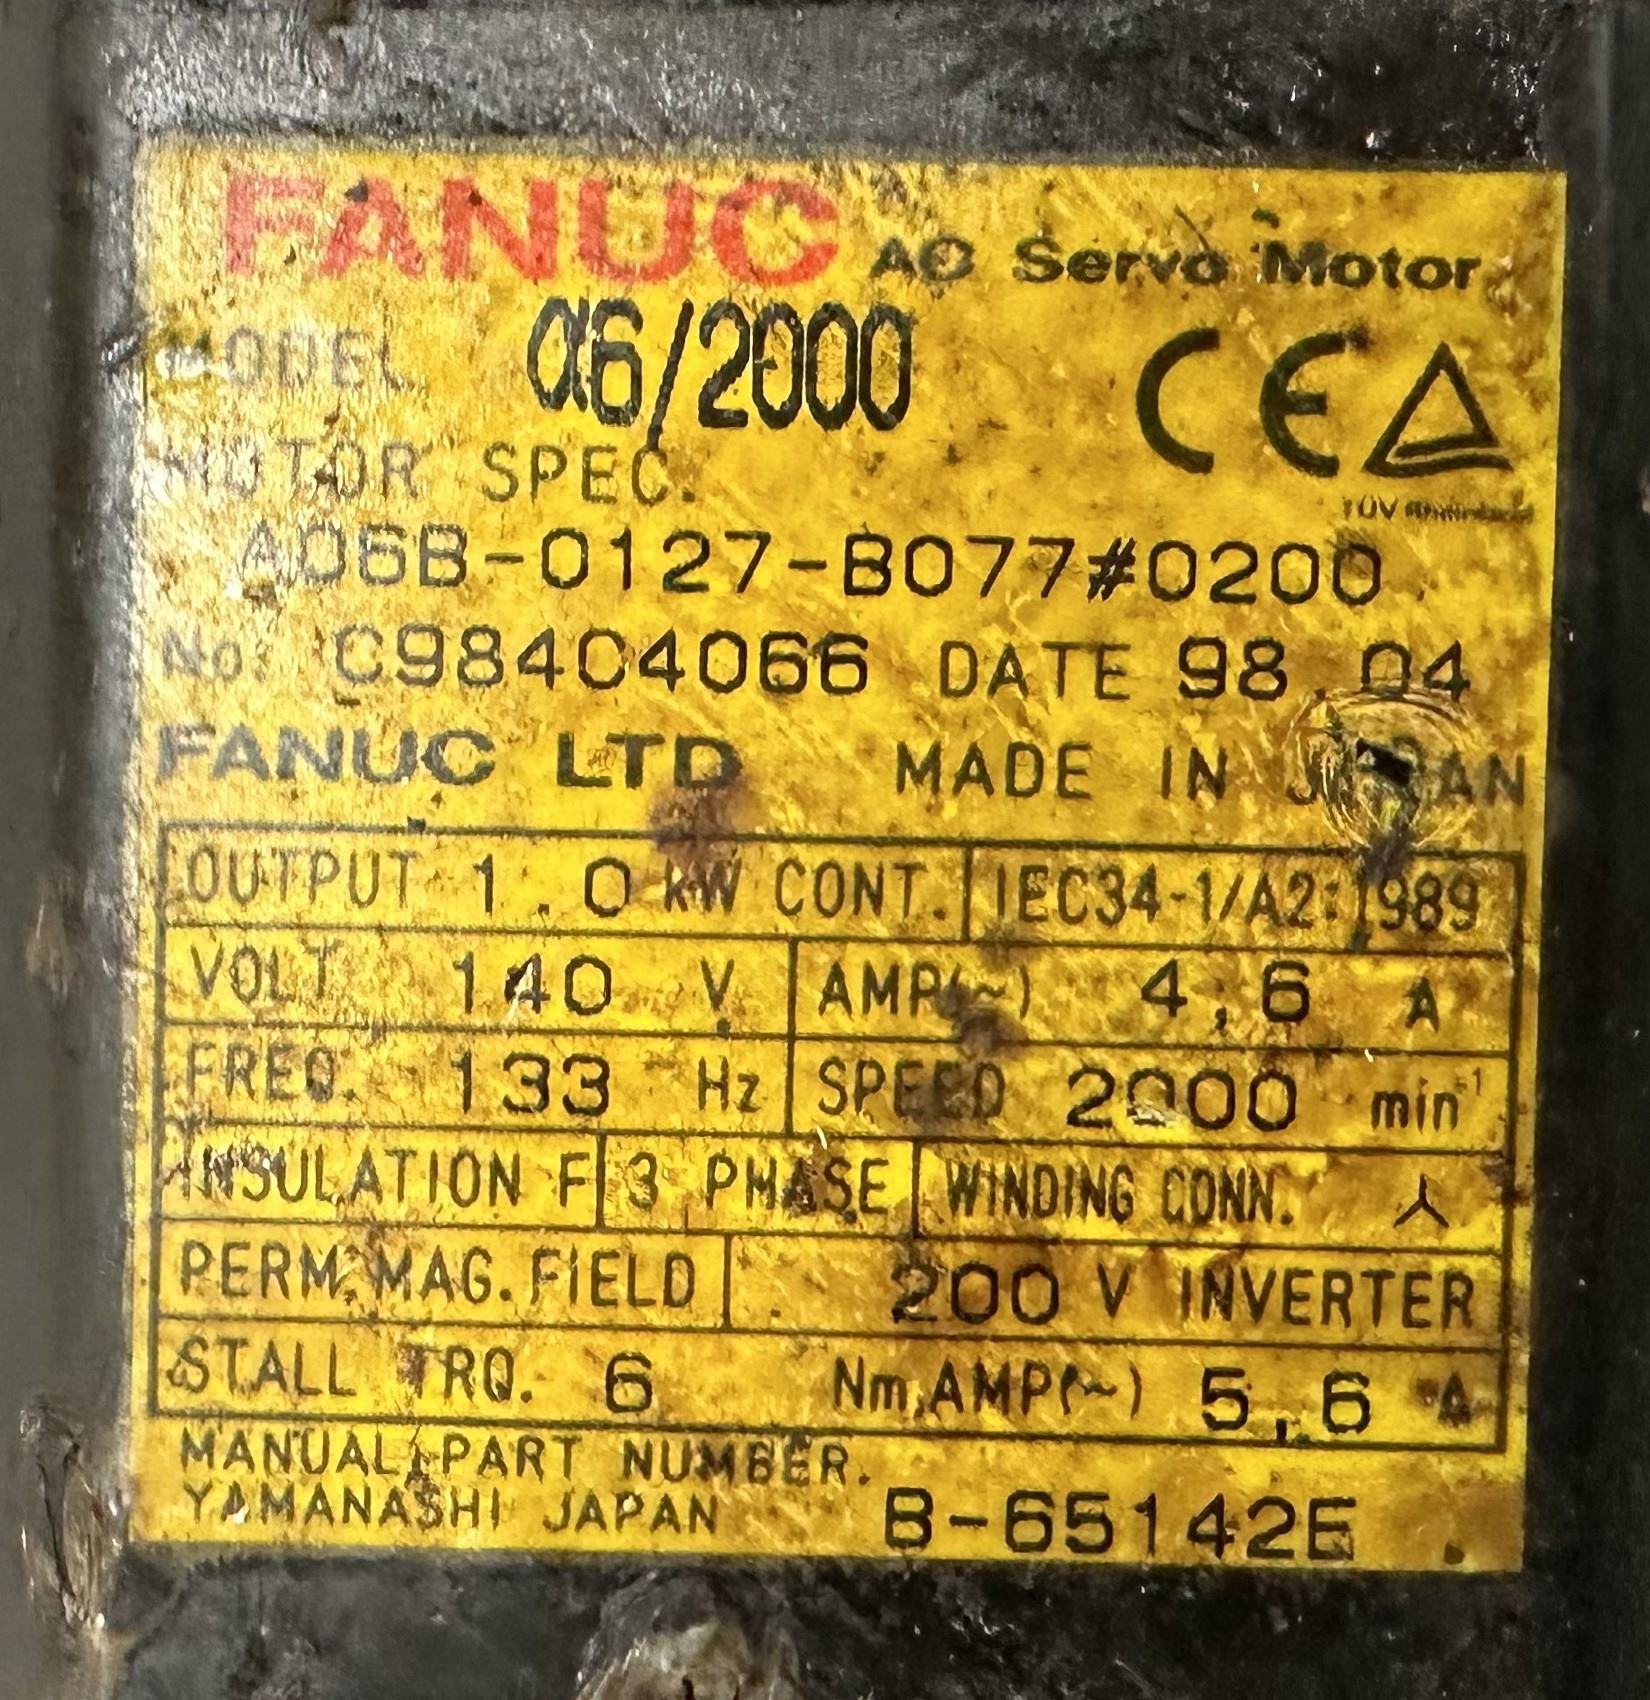 FANUC AC Servo Motor
MODEL α6/2000
CE
MOTOR SPEC.
TÜV
A06B-0127-B077#0200
No. C984C4066 DATE 98.04
FANUC LTD MADE IN JAPAN
OUTPUT 1.0 kW CONT. IEC34-1/A2:1989
VOLT 140 V AMP(~) 4,6 A
FREQ. 133 Hz SPEED 2000 min⁻¹
INSULATION F 3 PHASE WINDING CONN. 人
PERM.MAG.FIELD 200 V INVERTER
STALL TRQ. 6 Nm,AMP(~) 5,6 A
MANUAL,PART NUMBER.
YAMANASHI JAPAN B-65142E